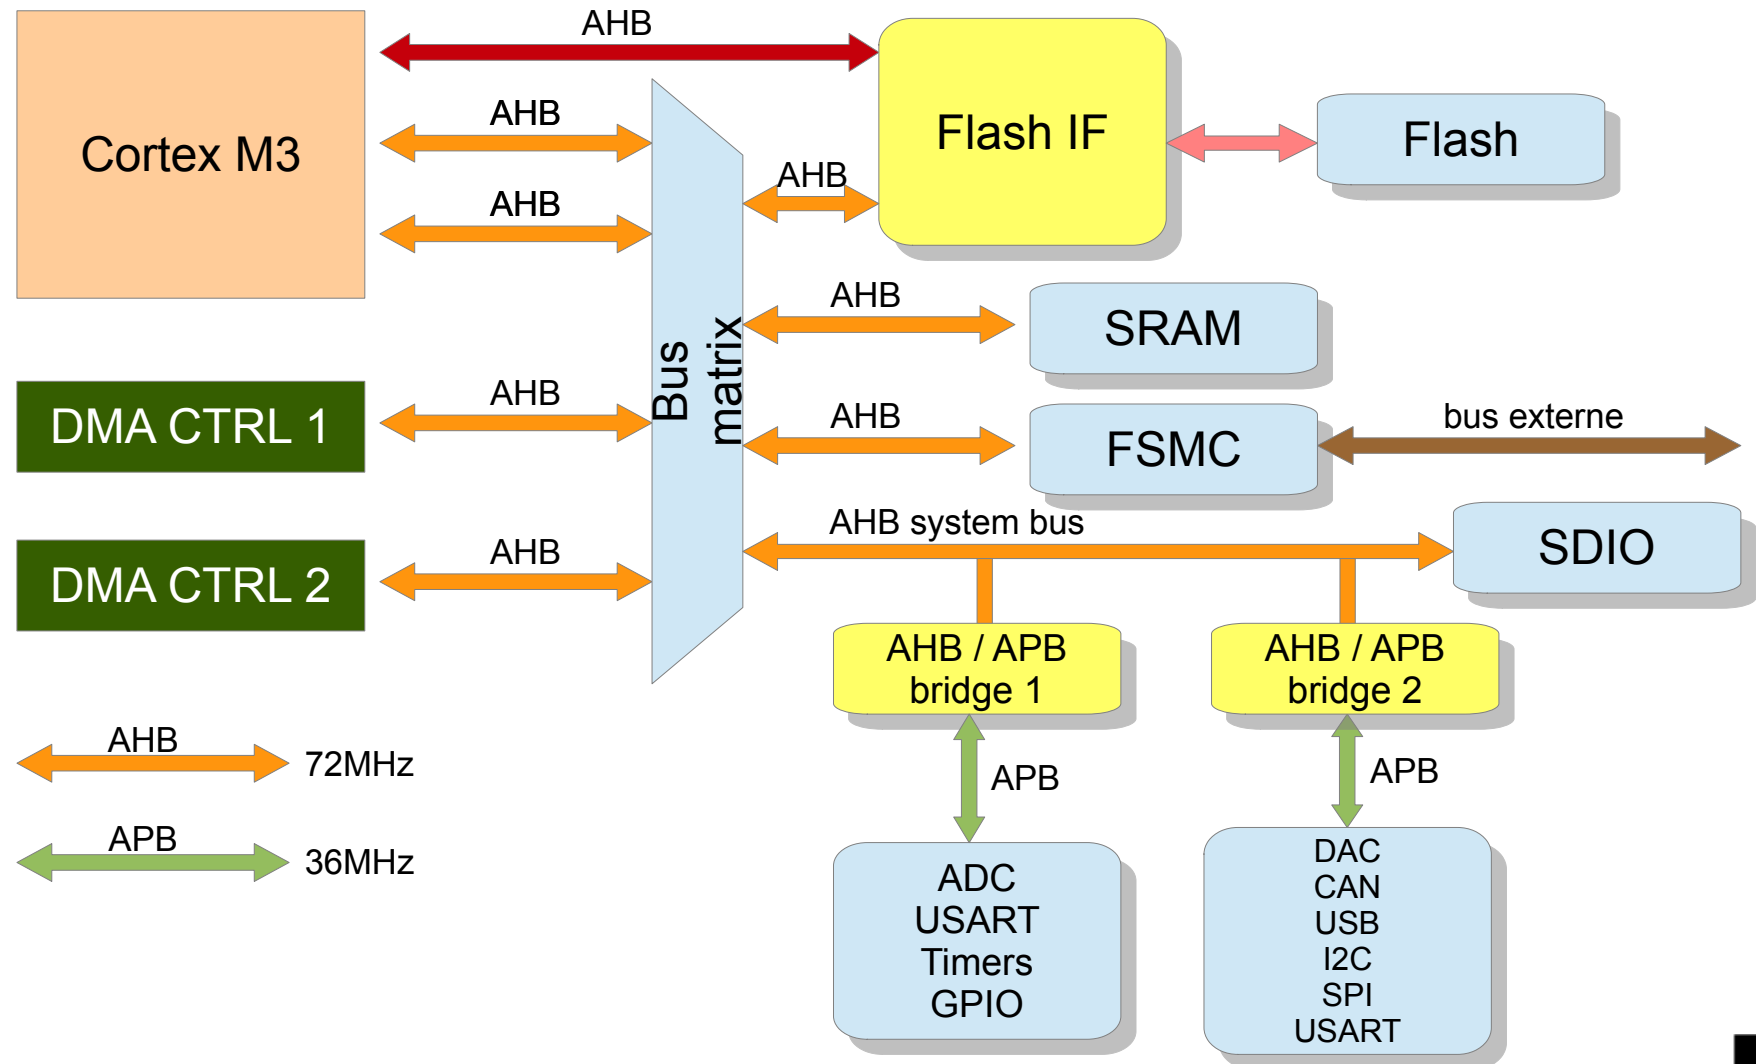 AHB
Cortex M3
AHB
AHB
Flash IF
Flash
AHB
AHB
SRAM
DMA CTRL 1
AHB
Bus
matrix
AHB
FSMC
bus externe
DMA CTRL 2
AHB
AHB system bus
SDIO
AHB / APB
bridge 1
AHB / APB
bridge 2
AHB
72MHz
APB
APB
APB
36MHz
ADC
USART
Timers
GPIO
DAC
CAN
USB
I2C
SPI
USART